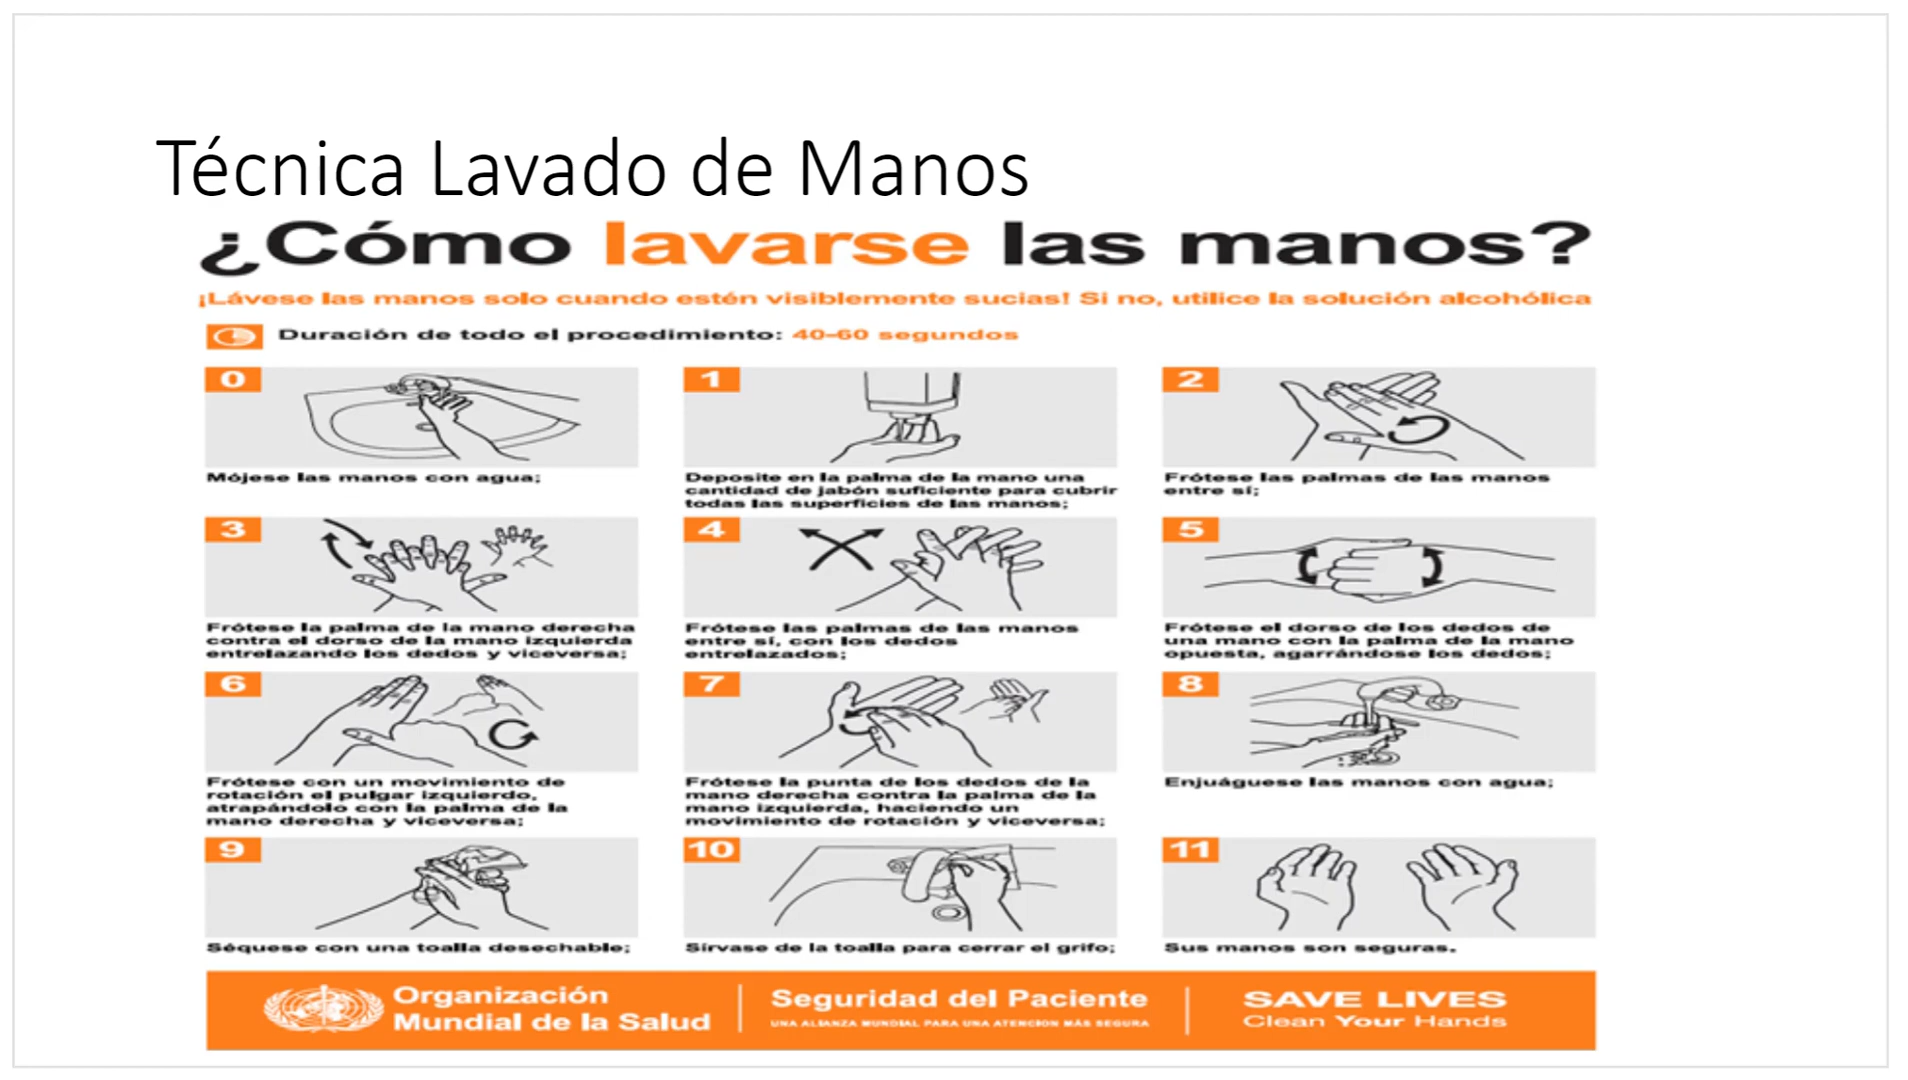 Técnica Lavado de Manos
¿Cómo lavarse las manos?
¡Lávese las manos solo cuando estén visiblemente sucias! Si no, utilice la solución alcohólica
Duración de todo el procedimiento: 40-60 segundos
0
Mójese las manos con agua;
1
Deposite en la palma de la mano una
cantidad de jabón suficiente para cubrir
todas las superficies de las manos;
2
Frótese las palmas de las manos
entre sí;
3
Frótese la palma de la mano derecha
contra el dorso de la mano izquierda
entrelazando los dedos y viceversa;
4
Frótese las palmas de las manos
entre sí, con los dedos
entrelazados;
5
Frótese el dorso de los dedos de
una mano con la palma de la mano
opuesta, agarrándose los dedos;
6
Frótese con un movimiento de
rotación el pulgar izquierdo,
atrapándolo con la palma de la
mano derecha y viceversa;
7
Frótese la punta de los dedos de la
mano derecha contra la palma de la
mano izquierda, haciendo un
movimiento de rotación y viceversa;
8
Enjuáguese las manos con agua;
9
Séquese con una toalla desechable;
10
Sírvase de la toalla para cerrar el grifo;
11
Sus manos son seguras.
Organización
Mundial de la Salud
Seguridad del Paciente
UNA ALIANZA MUNDIAL PARA UNA ATENCION MÁS SEGURA
SAVE LIVES
Clean Your Hands